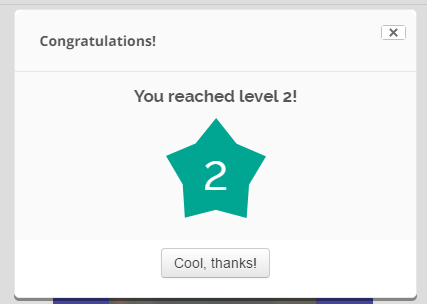 Congratulations!
You reached level 2!
2
Cool, thanks!